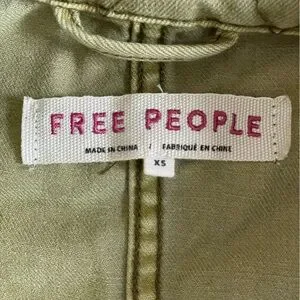 FREE PEOPLE
MADE IN CHINA / FABRIQUÉ EN CHINE
XS